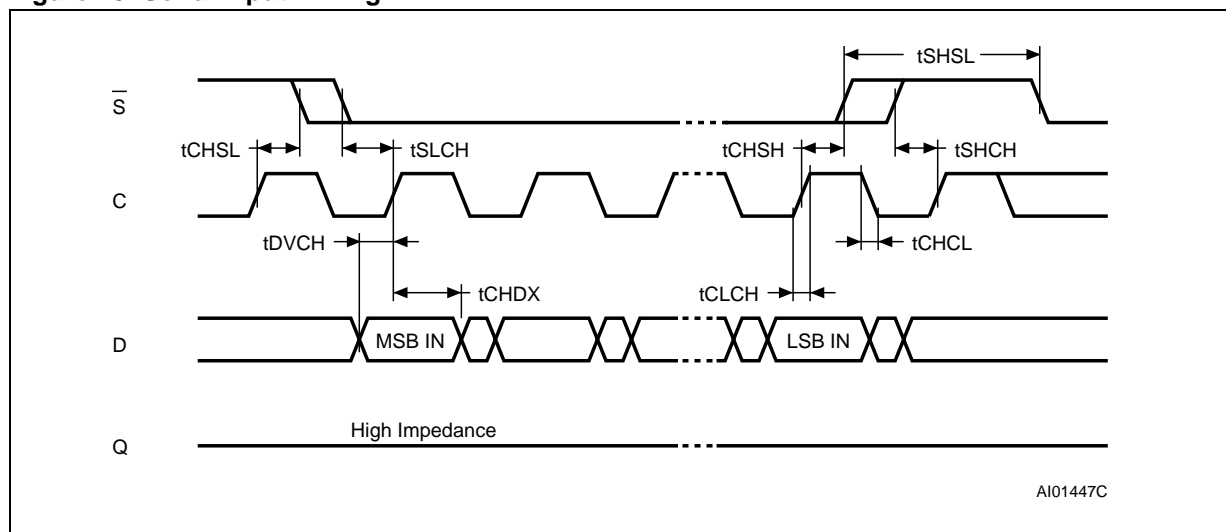 tSHSL
S
tCHSL
tSLCH
tCHSH
tSHCH
C
tDVCH
tCHCL
tCHDX
tCLCH
D
MSB IN
LSB IN
High Impedance
Q
AI01447C